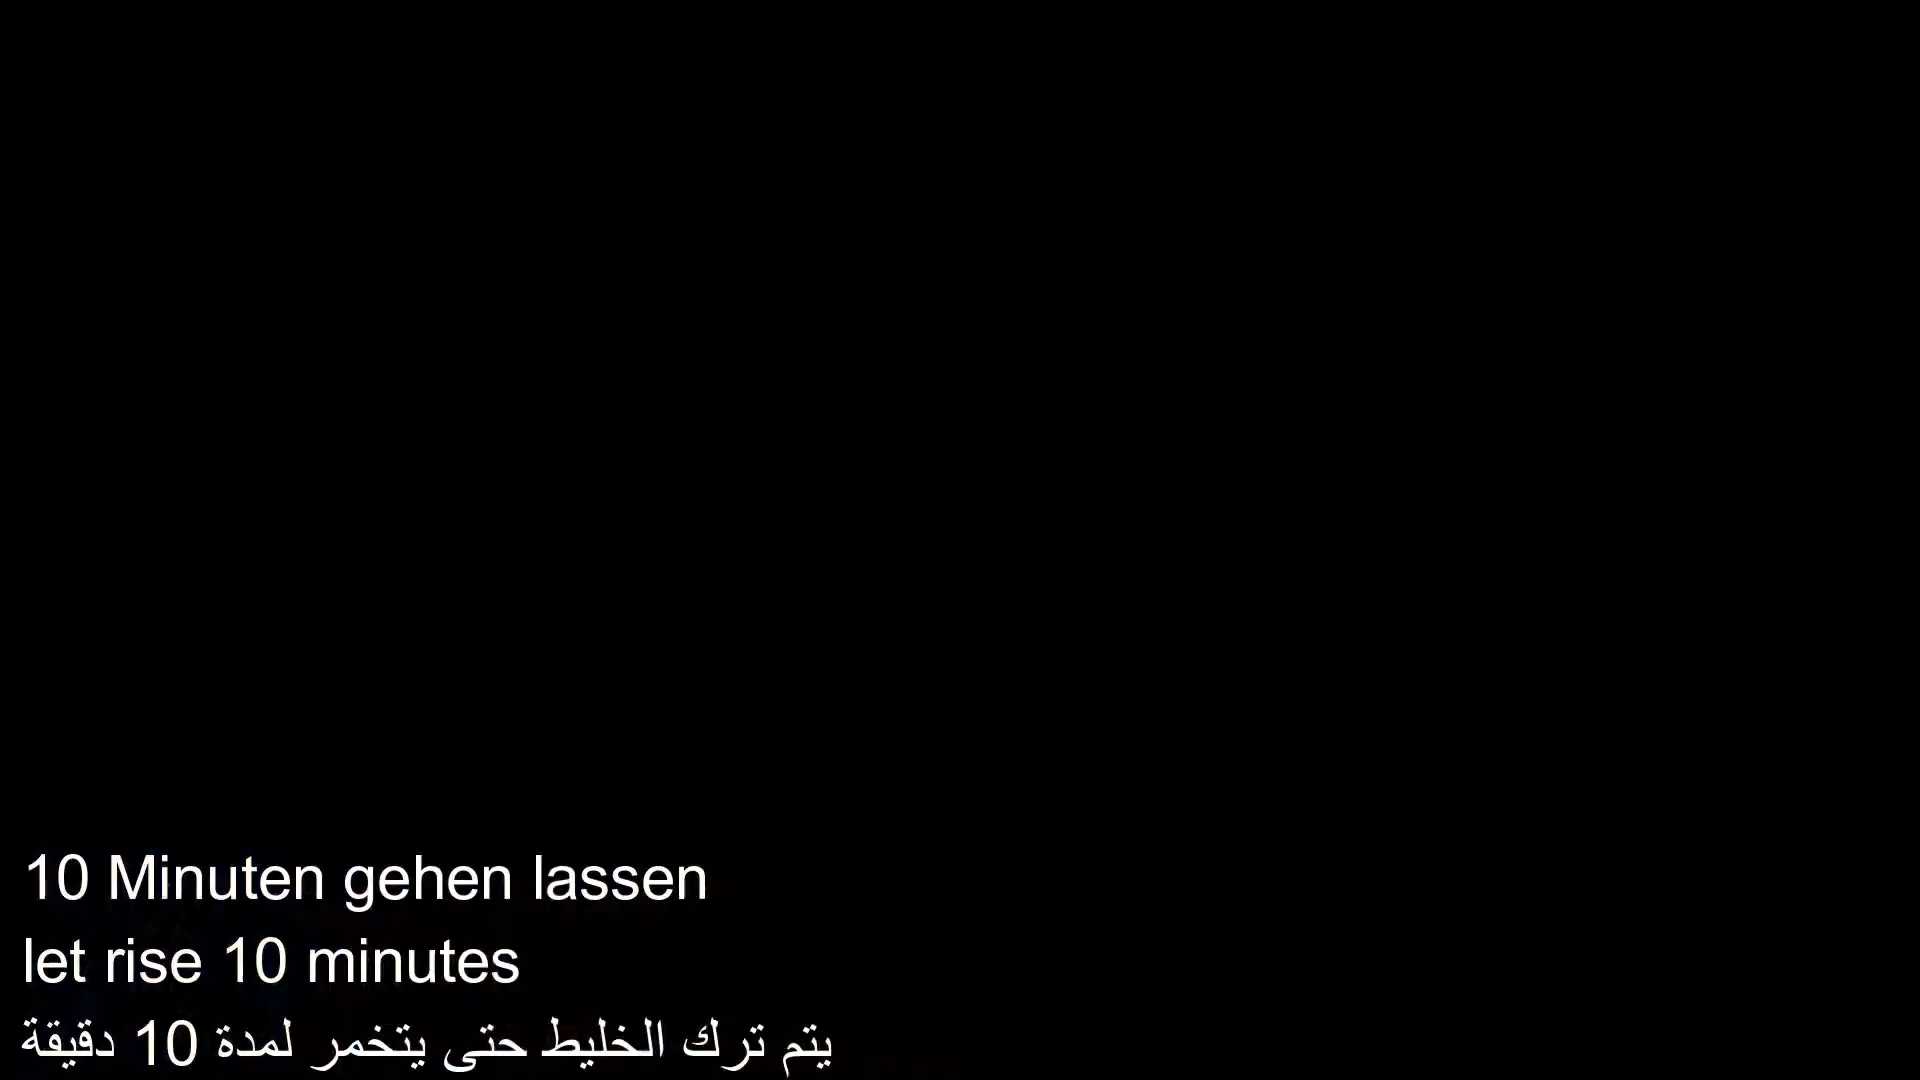 10 Minuten gehen lassen
let rise 10 minutes
يتم ترك الخليط حتى يتخمر لمدة 10 دقيقة